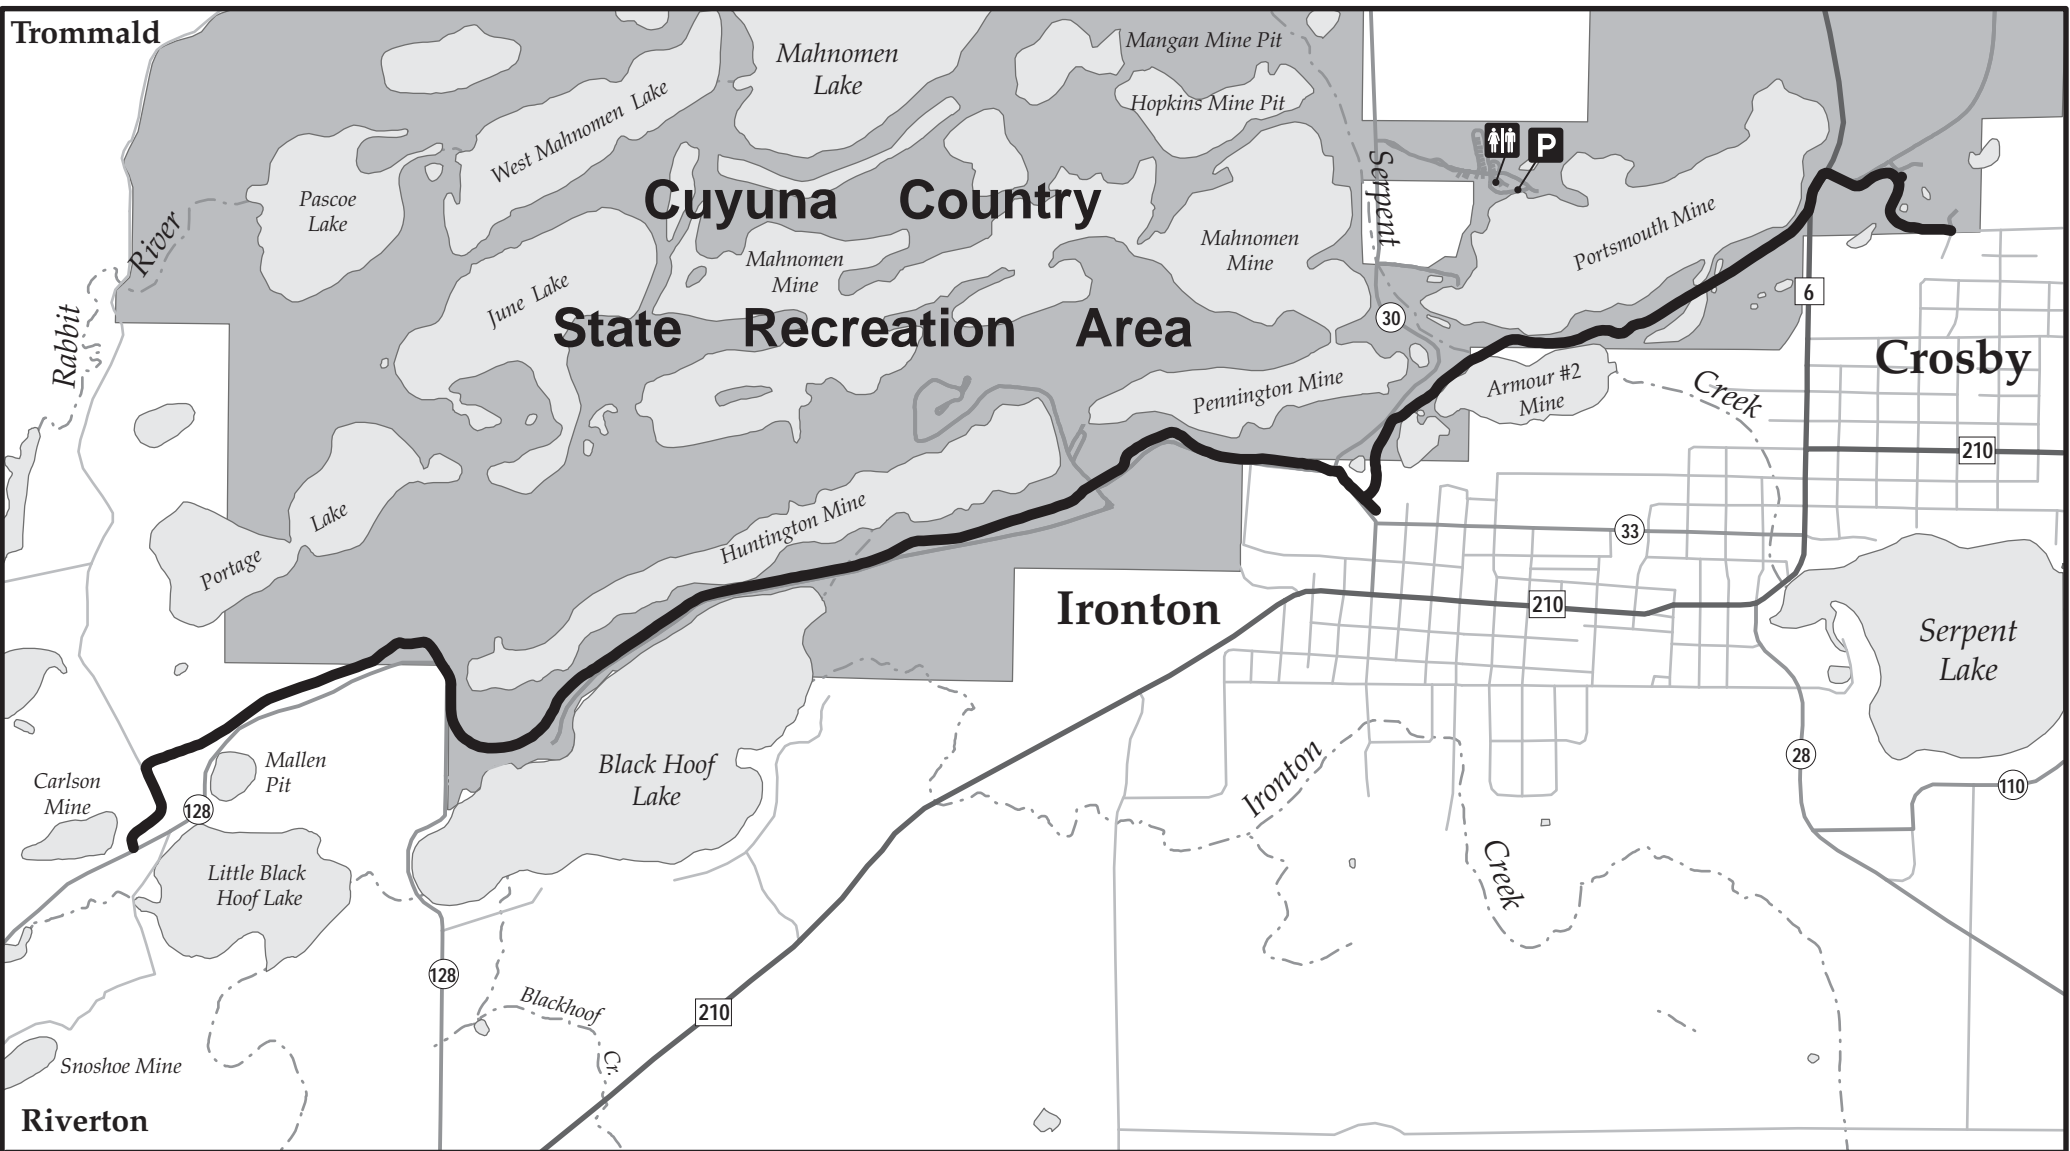 Trommald
Mahnomen
Lake
Mangan Mine Pit
Hopkins Mine Pit
West Mahnomen Lake
P
Serpent
Pascoe
Lake
Cuyuna Country
River
Mahnomen
Mine
Mahnomen
Mine
Portsmouth Mine
June Lake
6
Rabbit
State Recreation Area
30
Crosby
Pennington Mine
Armour #2
Mine
Creek
210
Lake
Huntington Mine
33
Portage
Ironton
210
Serpent
Lake
Mallen
Pit
Carlson
Mine
Black Hoof
Lake
Ironton
28
110
128
Little Black
Hoof Lake
Creek
128
Blackhoof
Cr.
210
Snoshoe Mine
Riverton